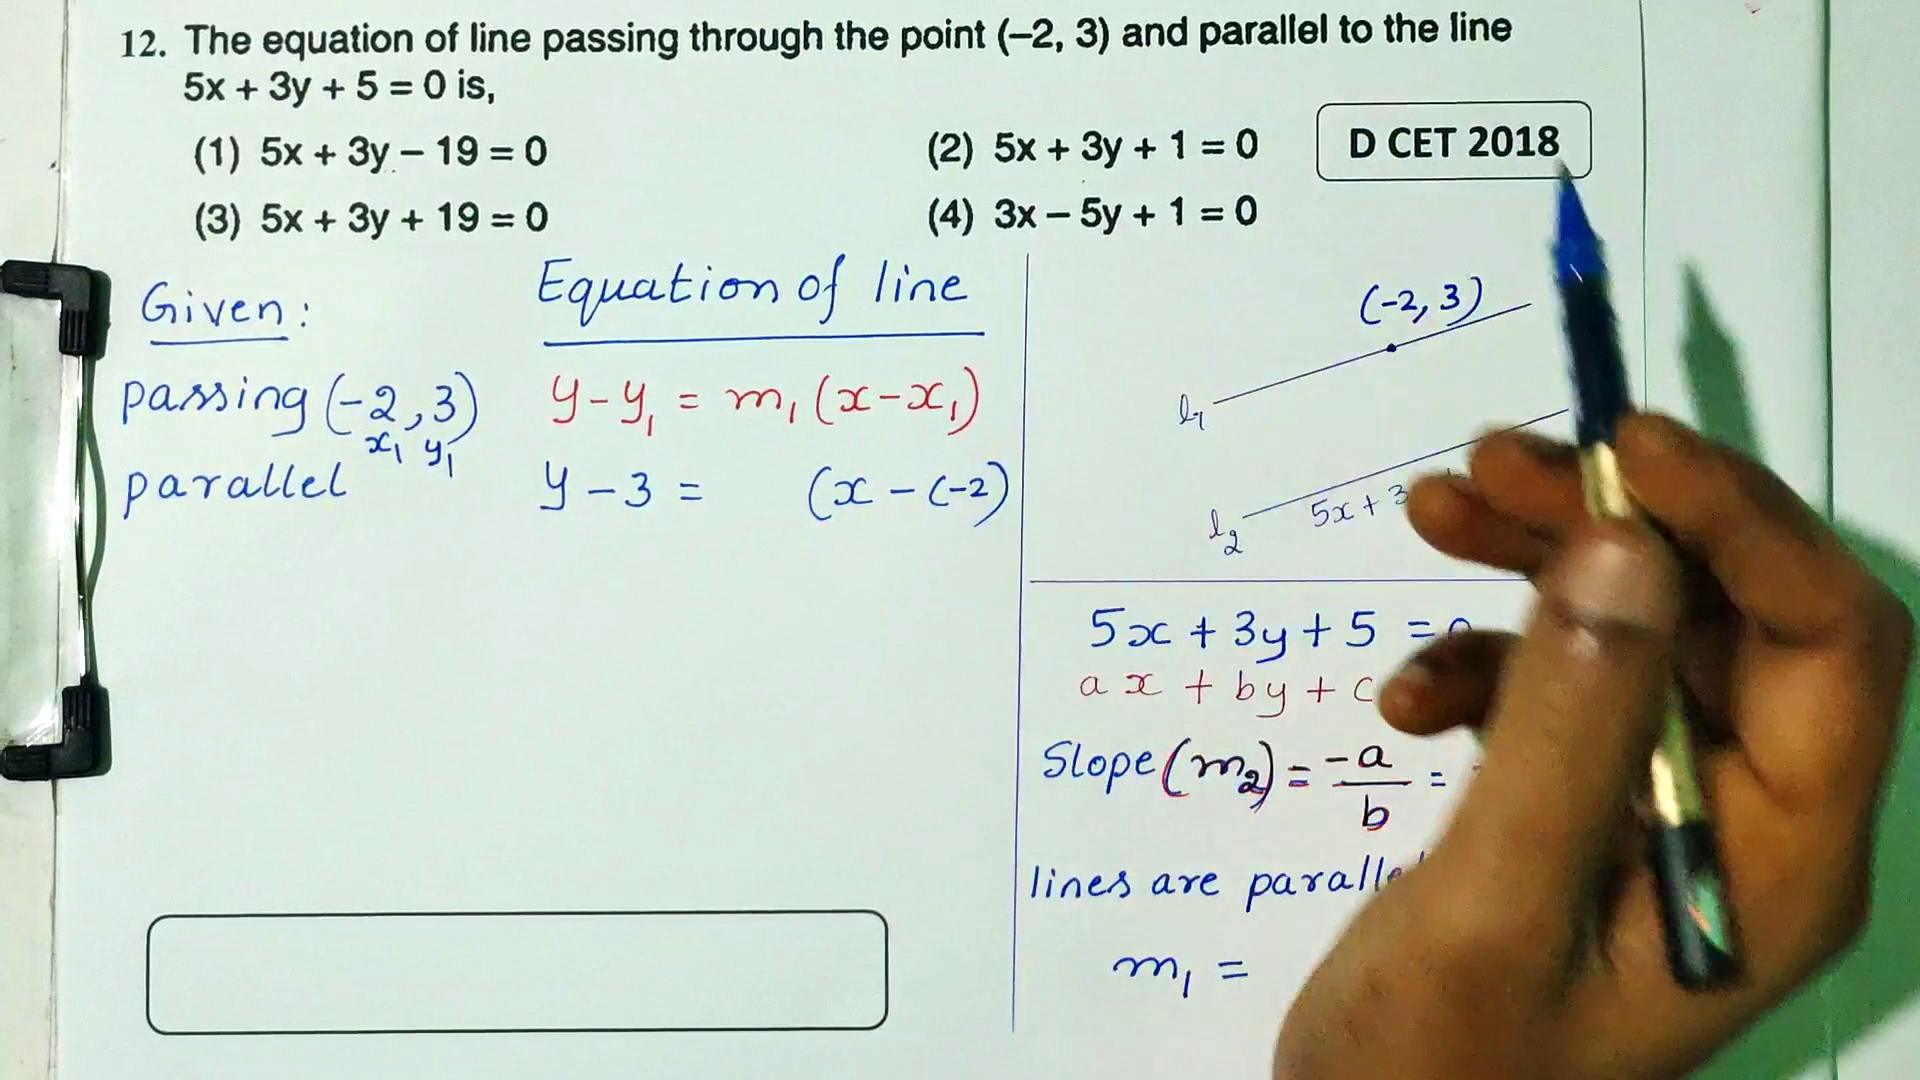 12. The equation of line passing through the point (–2, 3) and parallel to the line
5x + 3y + 5 = 0 is,
(1) 5x + 3y – 19 = 0
(2) 5x + 3y + 1 = 0
D CET 2018
(3) 5x + 3y + 19 = 0
(4) 3x – 5y + 1 = 0
Given:
passing (-2, 3)
x₁ y₁
parallel
Equation of line
y - y₁ = m₁ (x - x₁)
y - 3 = (x - (-2)
(-2, 3)
l₁
l₂
5x + 3
5x + 3y + 5 = 0
ax + by + c
Slope (m₂) = -a/b =
lines are paralle
m₁ =